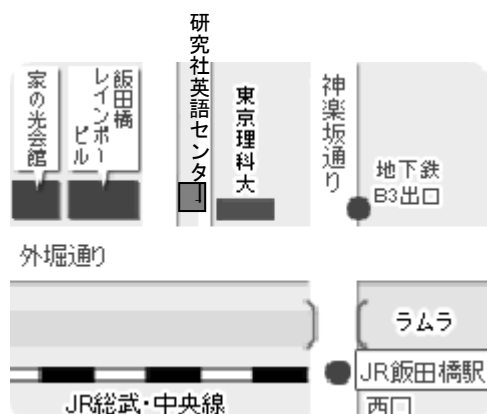 研究社英語センター
家の光会館
飯田橋
レインボー
ビル
東京理科大
神楽坂通り
地下鉄
B3出口
外堀通り
ラムラ
JR飯田橋駅
西口
JR総武・中央線